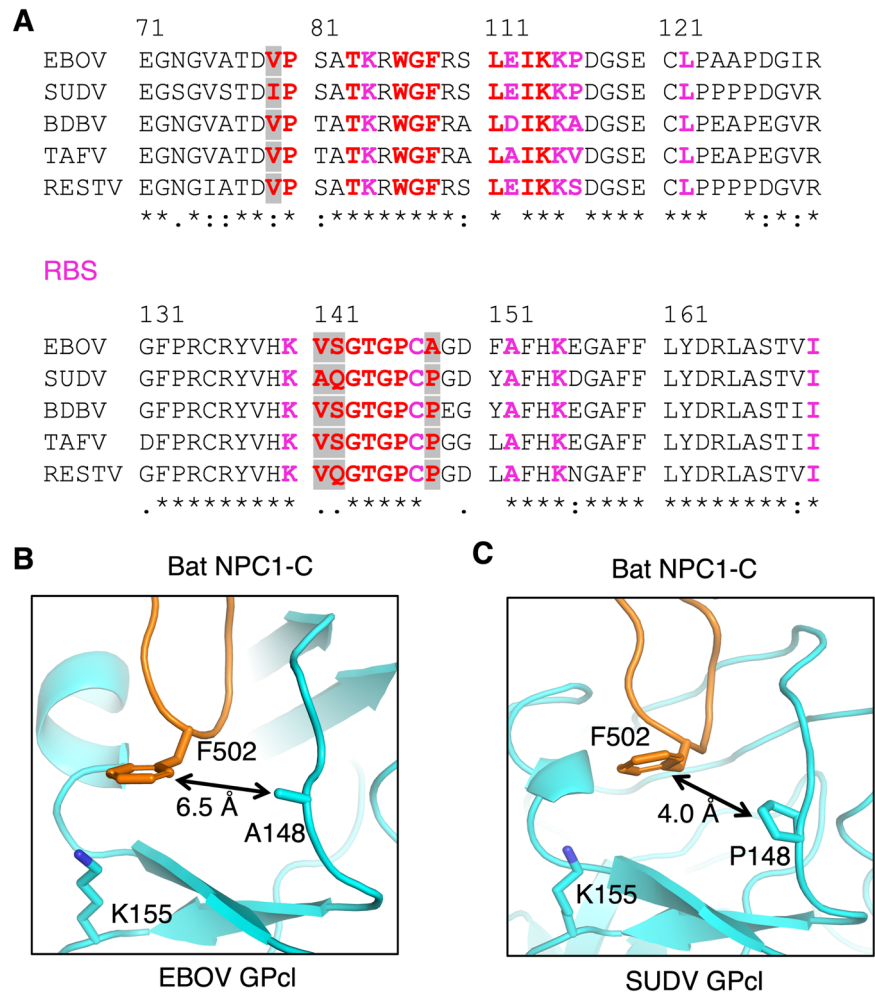 A
71 81 111 121
EBOV EGNGVATDVP SATKRWGFRS LEIKKPDGSE CLPAAPDGIR
SUDV EGSGVSTDIP SATKRWGFRS LEIKKPDGSE CLPPPPDGVR
BDBV EGNGVATDVP TATKRWGFRA LDIKKADGSE CLPEAPEGVR
TAFV EGNGVATDVP TATKRWGFRA LAIKKVDGSE CLPEAPEGVR
RESTV EGNGIATDVP SATKRWGFRS LEIKKSDGSE CLPPPPDGVR
**.*::**:* :********: * *** **** *** *:*:*
RBS
131 141 151 161
EBOV GFPRCRYVHK VSGTGPCAGD FAFHKEGAFF LYDRLASTVI
SUDV GFPRCRYVHK AQGTGPCPGD YAFHKDGAFF LYDRLASTVI
BDBV GFPRCRYVHK VSGTGPCPEG YAFHKEGAFF LYDRLASTII
TAFV DFPRCRYVHK VSGTGPCPGG LAFHKEGAFF LYDRLASTII
RESTV GFPRCRYVHK VQGTGPCPGD LAFHKNGAFF LYDRLASTVI
.********* ..***** . ****:**** ********:*
B
Bat NPC1-C
F502
6.5 Å
A148
K155
EBOV GPcl
C
Bat NPC1-C
F502
4.0 Å
P148
K155
SUDV GPcl